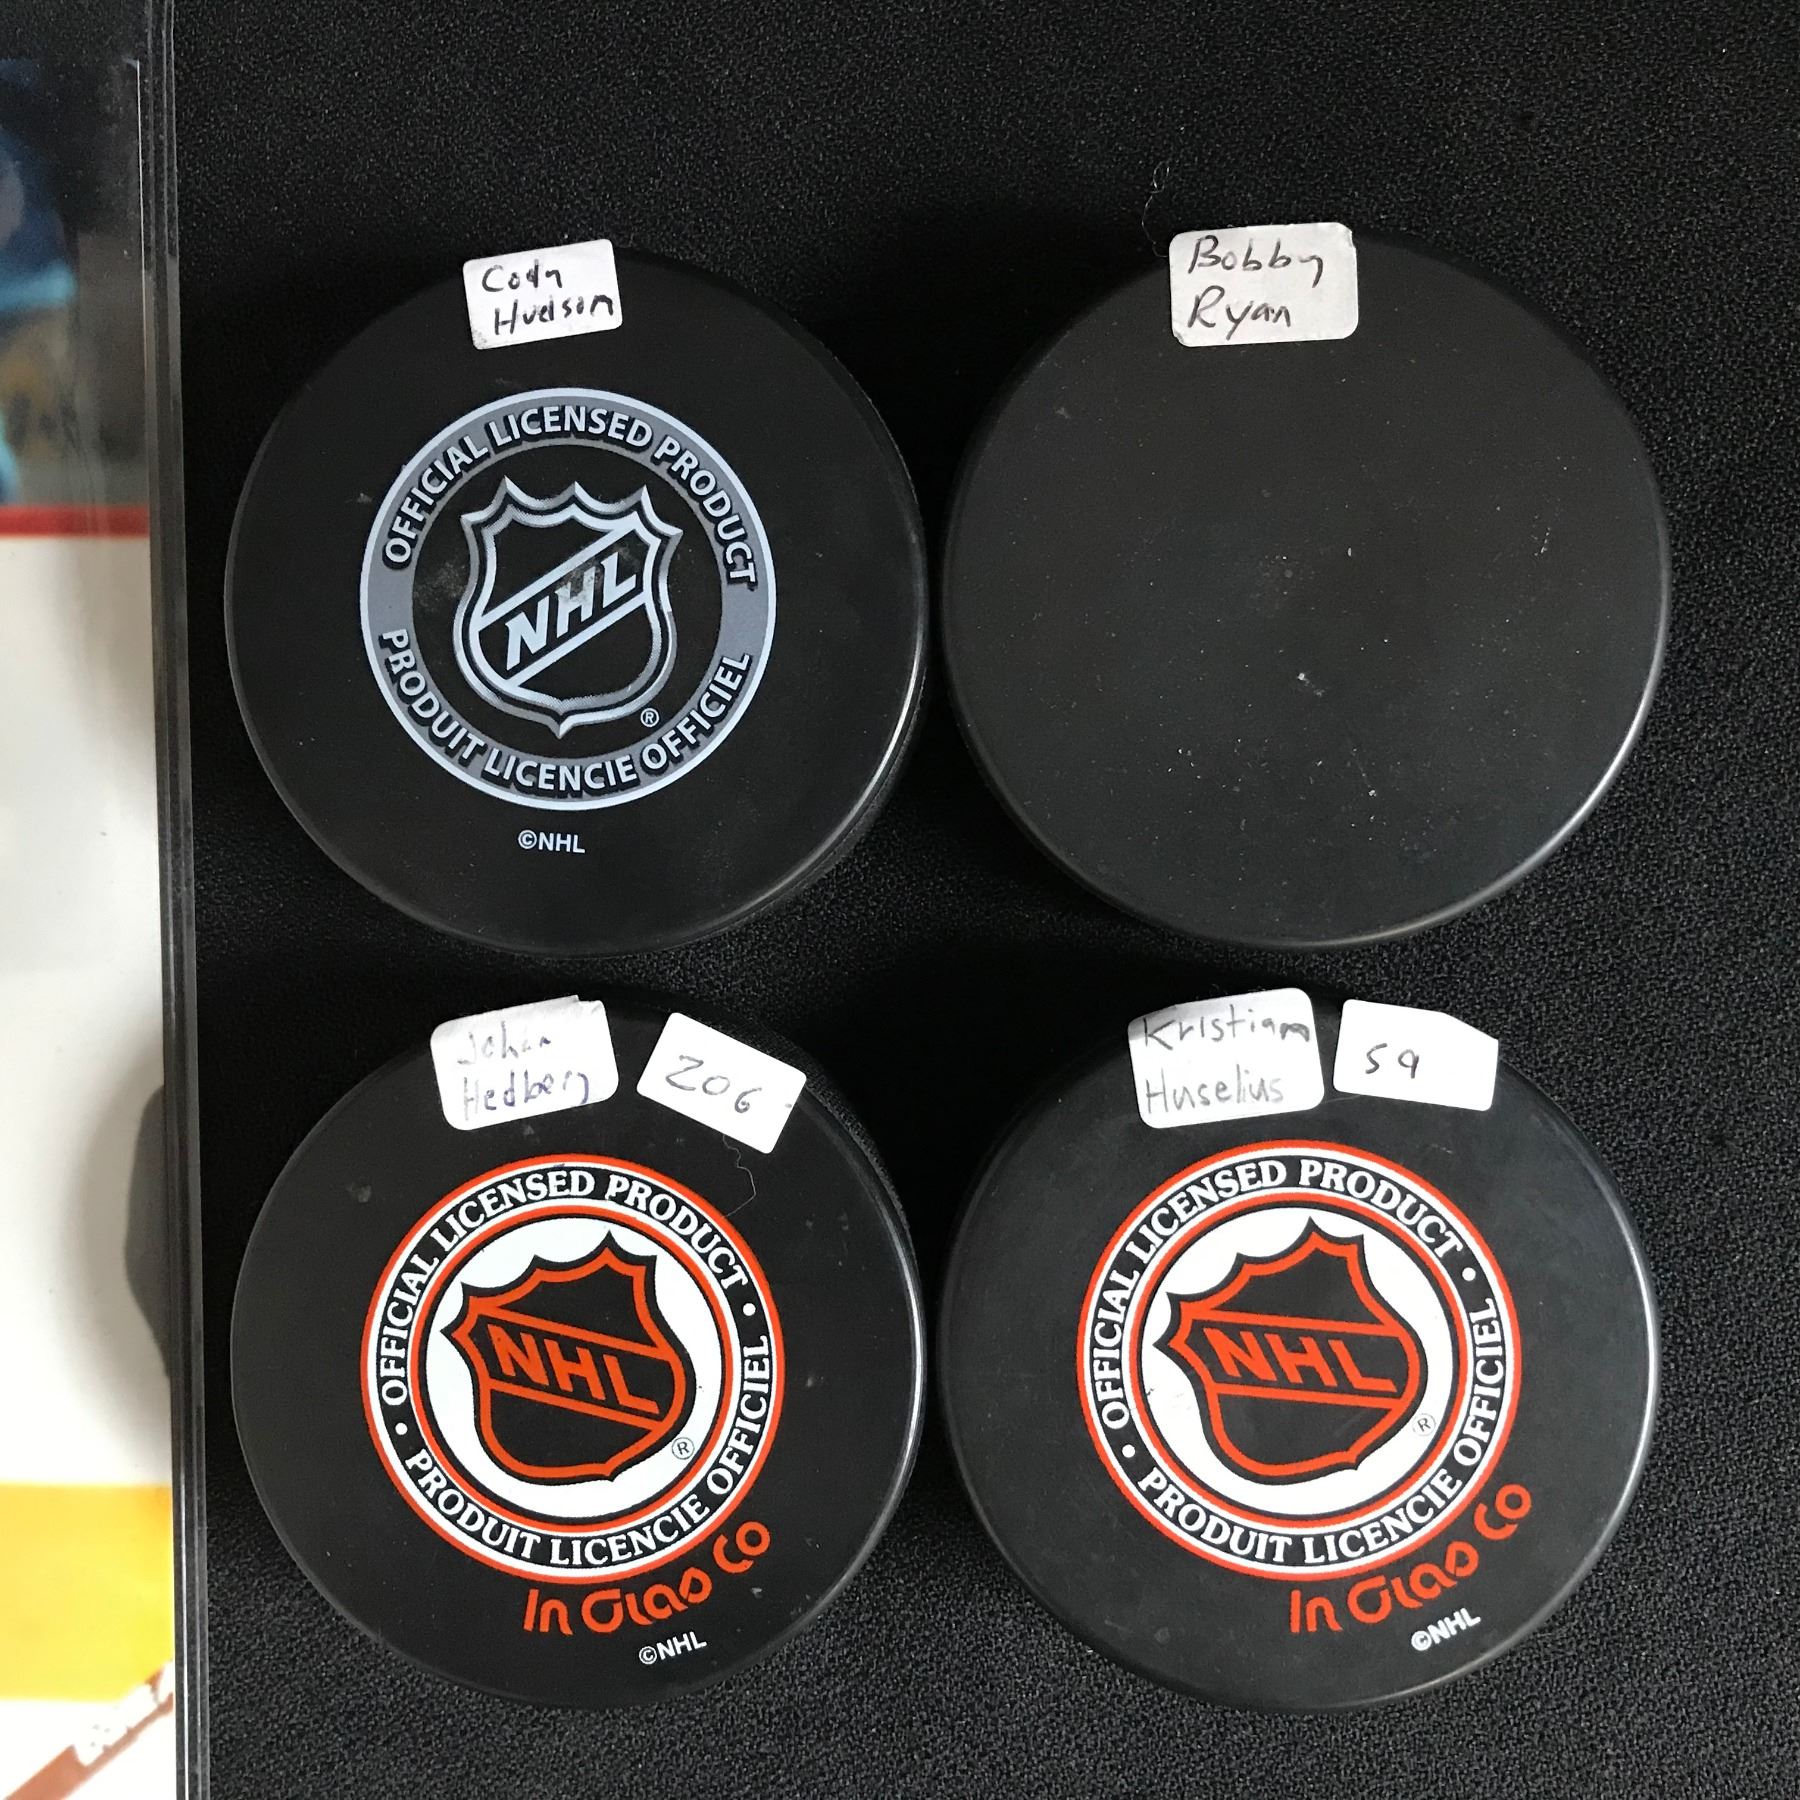 Cody
Hudson
OFFICIAL LICENSED PRODUCT
NHL
®
PRODUIT LICENCIE OFFICIEL
©NHL
Bobby
Ryan
Johan
Hedberg
206
OFFICIAL LICENSED PRODUCT •
NHL
®
PRODUIT LICENCIE OFFICIEL •
In Glas Co
©NHL
Kristian
Huselius
59
OFFICIAL LICENSED PRODUCT •
NHL
®
PRODUIT LICENCIE OFFICIEL •
In Glas Co
©NHL